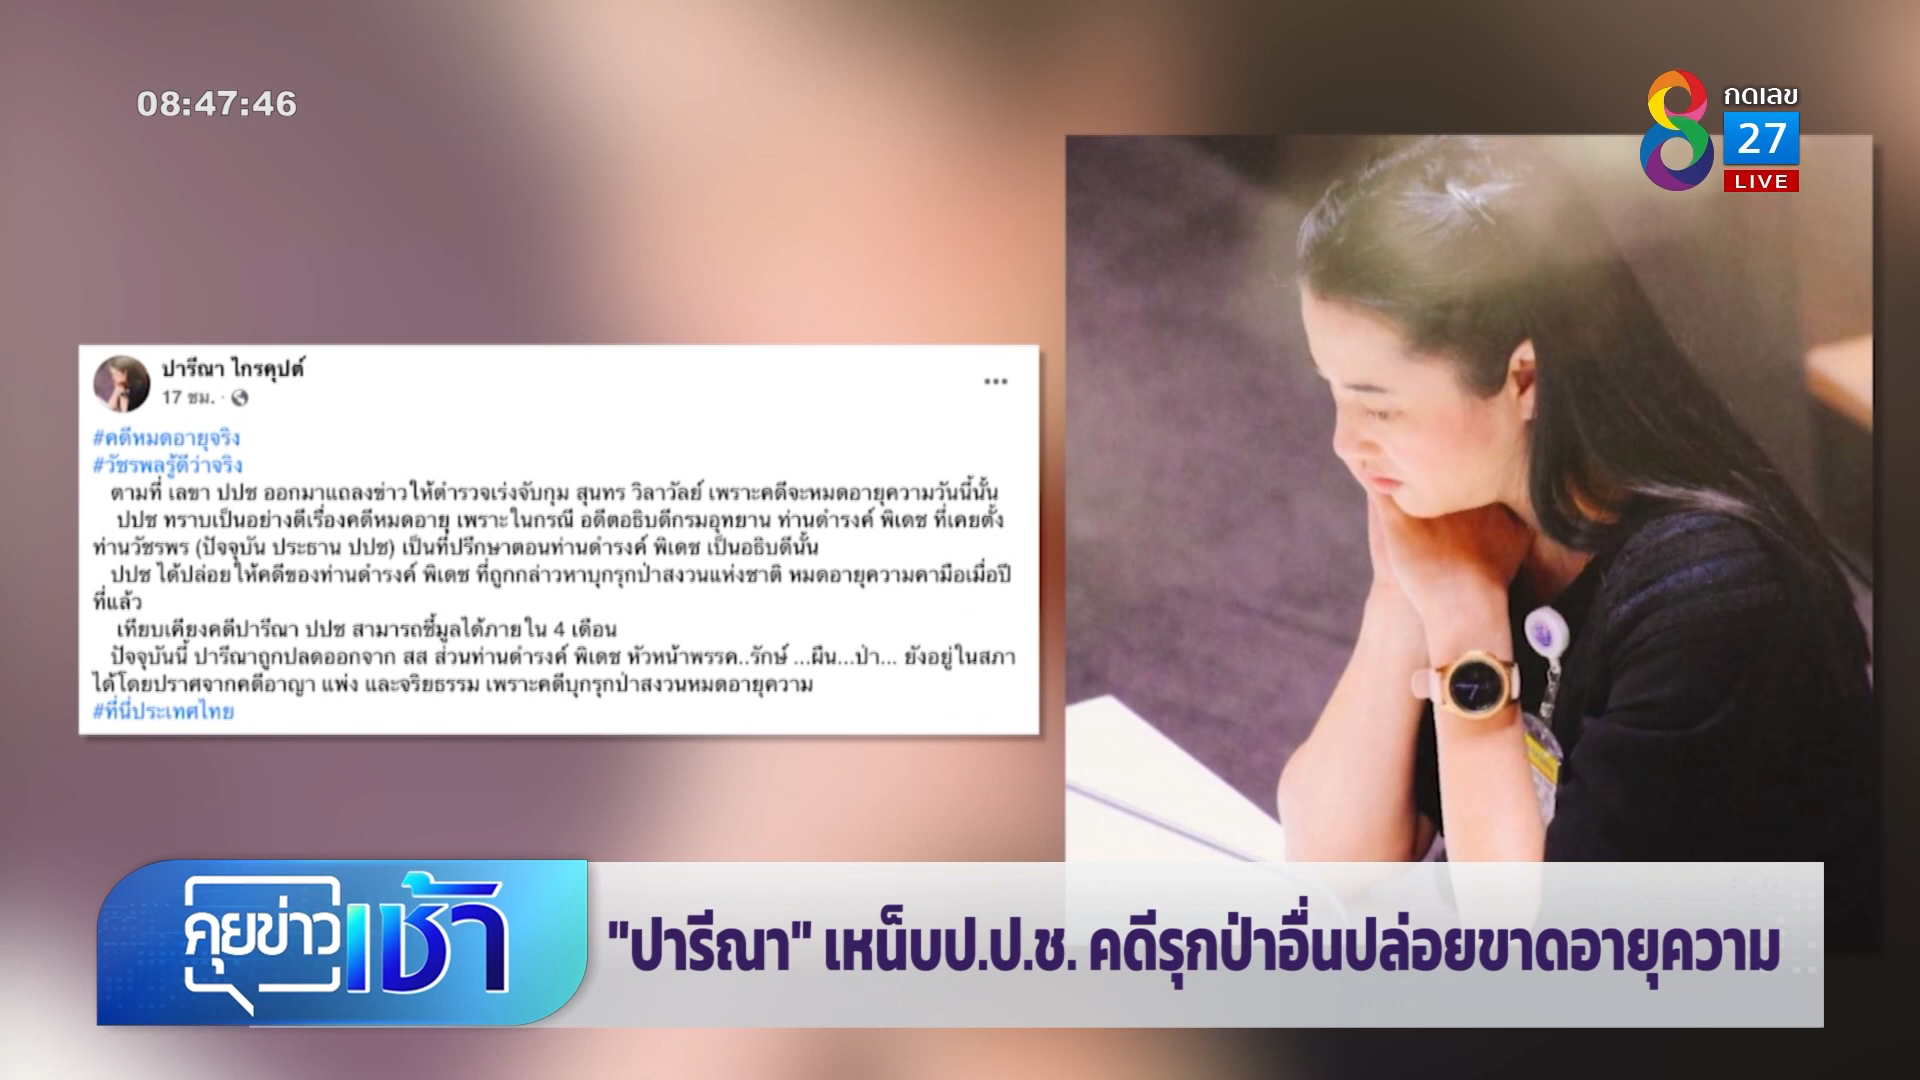 08:47:46
กดเลข
27
LIVE
ปารีณา ไกรคุปต์
17 ชม. ·
#คดีหมดอายุจริง
#วัชรพลรู้ดีว่าจริง
ตามที่ เลขา ปปช ออกมาแถลงข่าวให้ตำรวจเร่งจับกุม สุนทร วิลาวัลย์ เพราะคดีจะหมดอายุความวันนี้นั้น
ปปช ทราบเป็นอย่างดีเรื่องคดีหมดอายุ เพราะในกรณี อดีตอธิบดีกรมอุทยาน ท่านดำรงค์ พิเดช ที่เคยตั้ง
ท่านวัชรพร (ปัจจุบัน ประธาน ปปช) เป็นที่ปรึกษาตอนท่านดำรงค์ พิเดช เป็นอธิบดีนั้น
ปปช ได้ปล่อยให้คดีของท่านดำรงค์ พิเดช ที่ถูกกล่าวหาบุกรุกป่าสงวนแห่งชาติ หมดอายุความคามือเมื่อปี
ที่แล้ว
เทียบเคียงคดีปารีณา ปปช สามารถชี้มูลได้ภายใน 4 เดือน
ปัจจุบันนี้ ปารีณาถูกปลดออกจาก สส ส่วนท่านดำรงค์ พิเดช หัวหน้าพรรค..รักษ์ ...ผืน...ป่า... ยังอยู่ในสภา
ได้โดยปราศจากคดีอาญา แพ่ง และจริยธรรม เพราะคดีบุกรุกป่าสงวนหมดอายุความ
#ที่นี่ประเทศไทย
คุยข่าวเช้า
"ปารีณา" เหน็บป.ป.ช. คดีรุกป่าอื่นปล่อยขาดอายุความ